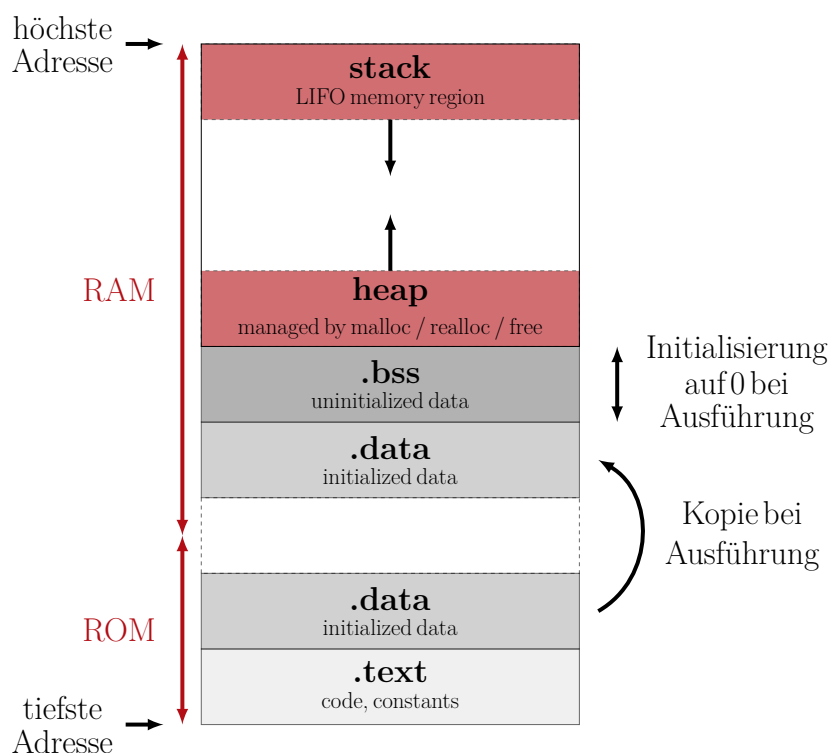 höchste
Adresse
stack
LIFO memory region
RAM
heap
managed by malloc / realloc / free
.bss
uninitialized data
Initialisierung
auf 0 bei
Ausführung
.data
initialized data
Kopie bei
Ausführung
ROM
.data
initialized data
.text
code, constants
tiefste
Adresse